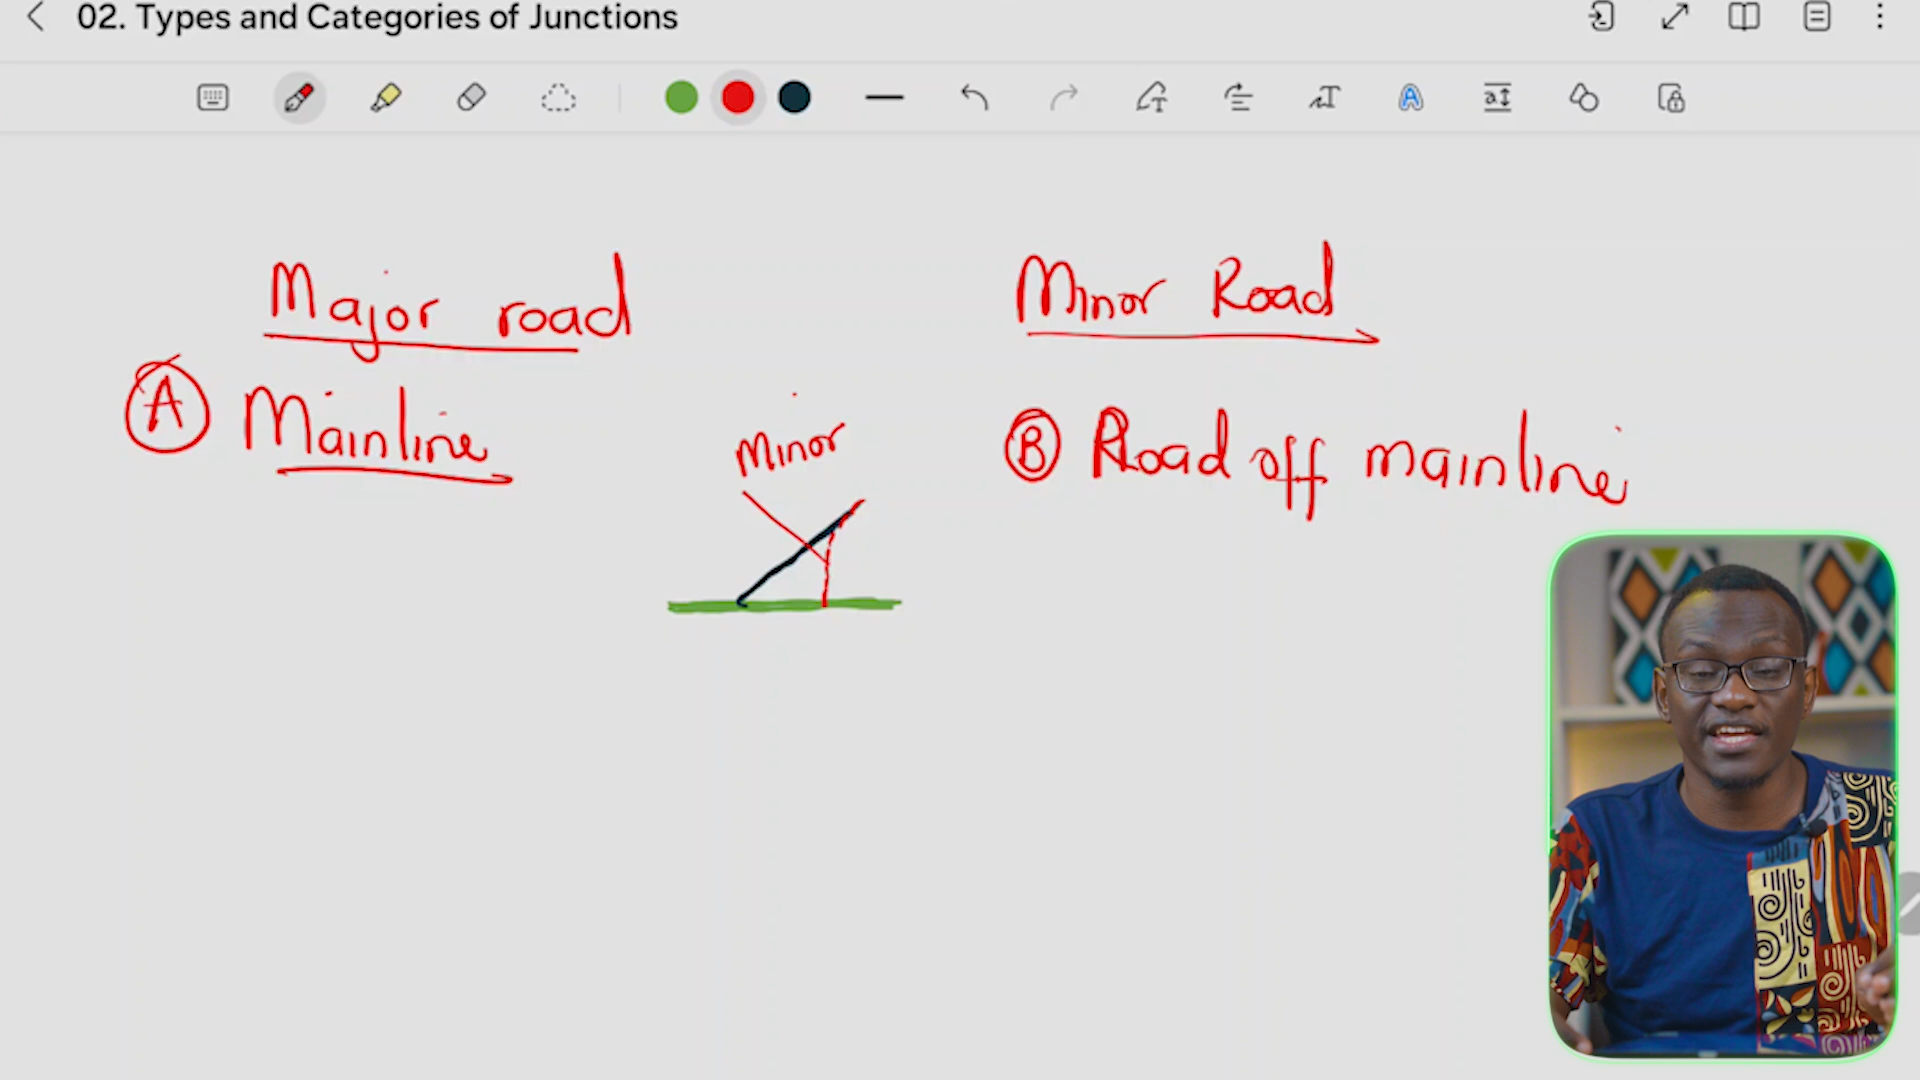 02. Types and Categories of Junctions
Major road
Minor Road
A Mainline
Minor
B Road off mainline